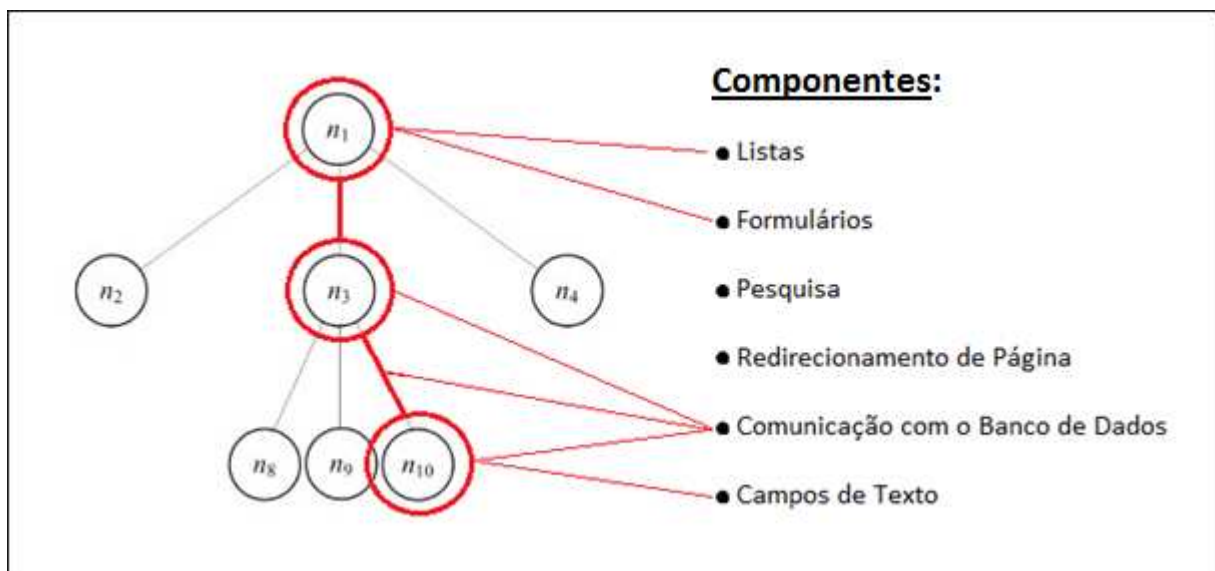 Componentes:
n1
● Listas
● Formulários
n2
n3
n4
● Pesquisa
● Redirecionamento de Página
● Comunicação com o Banco de Dados
n8
n9
n10
● Campos de Texto